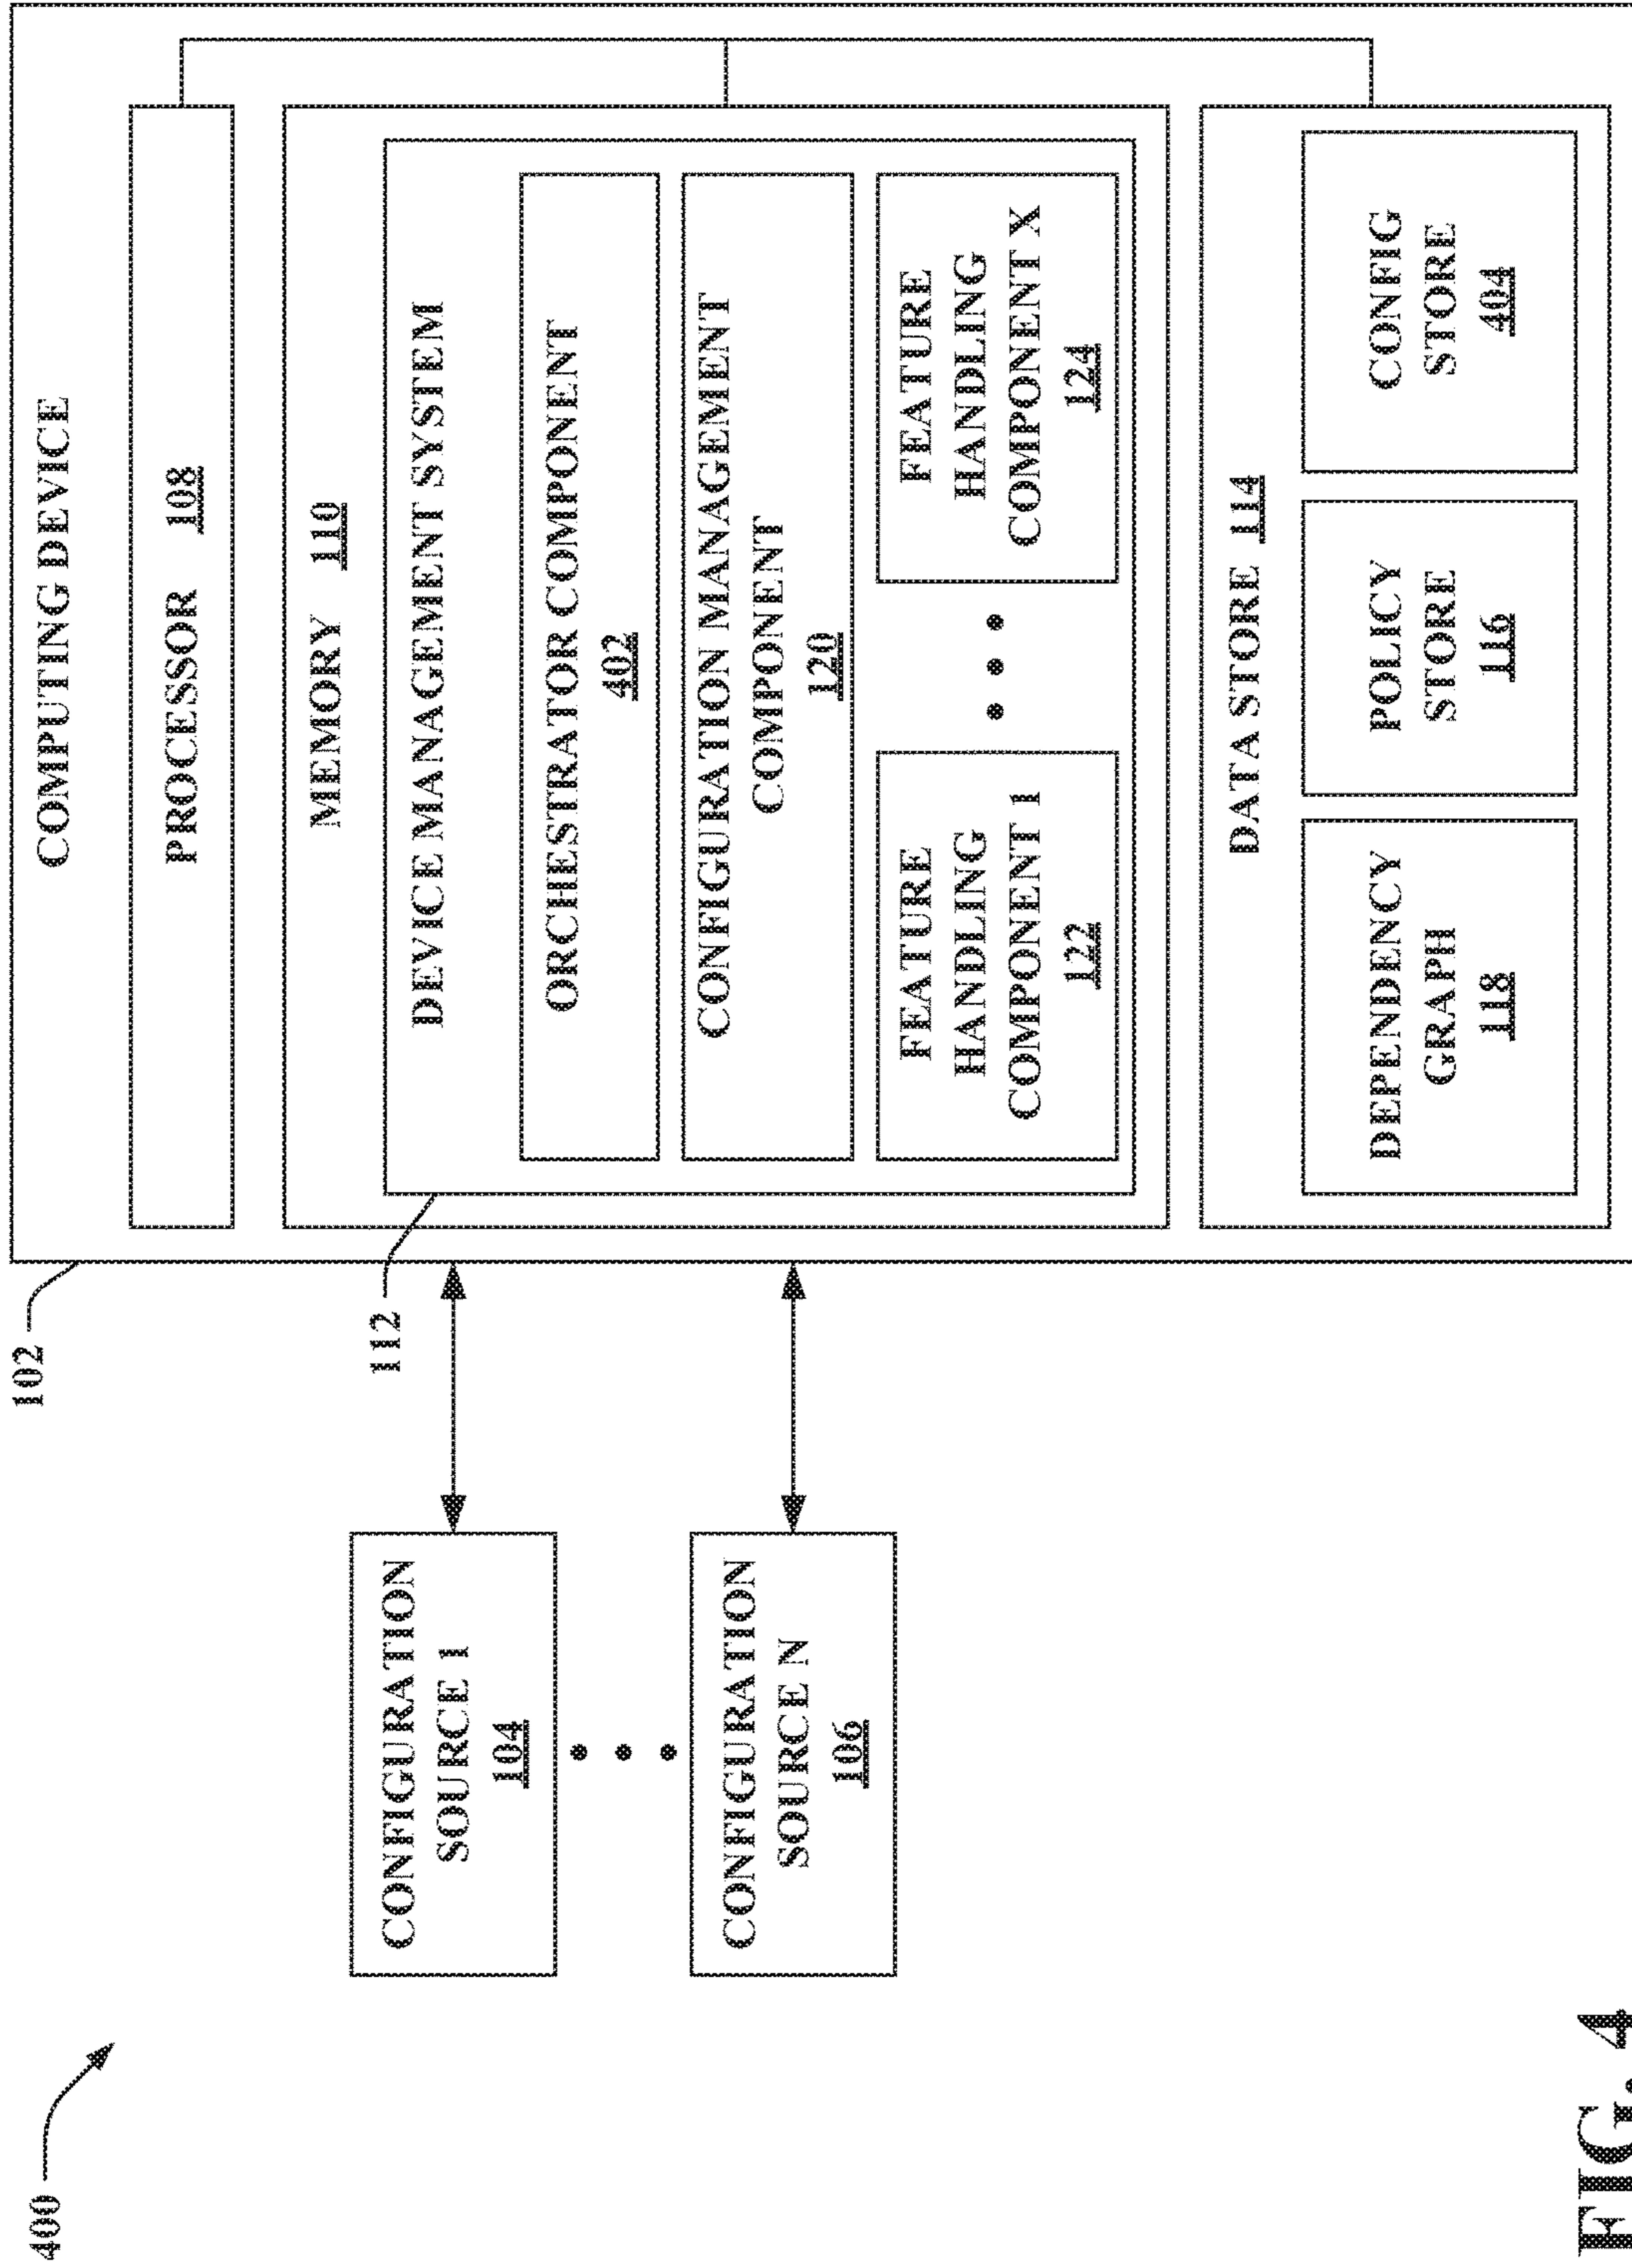 400
102
COMPUTING DEVICE
PROCESSOR 108
MEMORY 110
112
DEVICE MANAGEMENT SYSTEM
ORCHESTRATOR COMPONENT
402
CONFIGURATION MANAGEMENT
COMPONENT
120
FEATURE
HANDLING
COMPONENT 1
122
FEATURE
HANDLING
COMPONENT X
124
CONFIGURATION
SOURCE 1
104
CONFIGURATION
SOURCE N
106
DATA STORE 114
DEPENDENCY
GRAPH
118
POLICY
STORE
116
CONFIG
STORE
404
FIG. 4